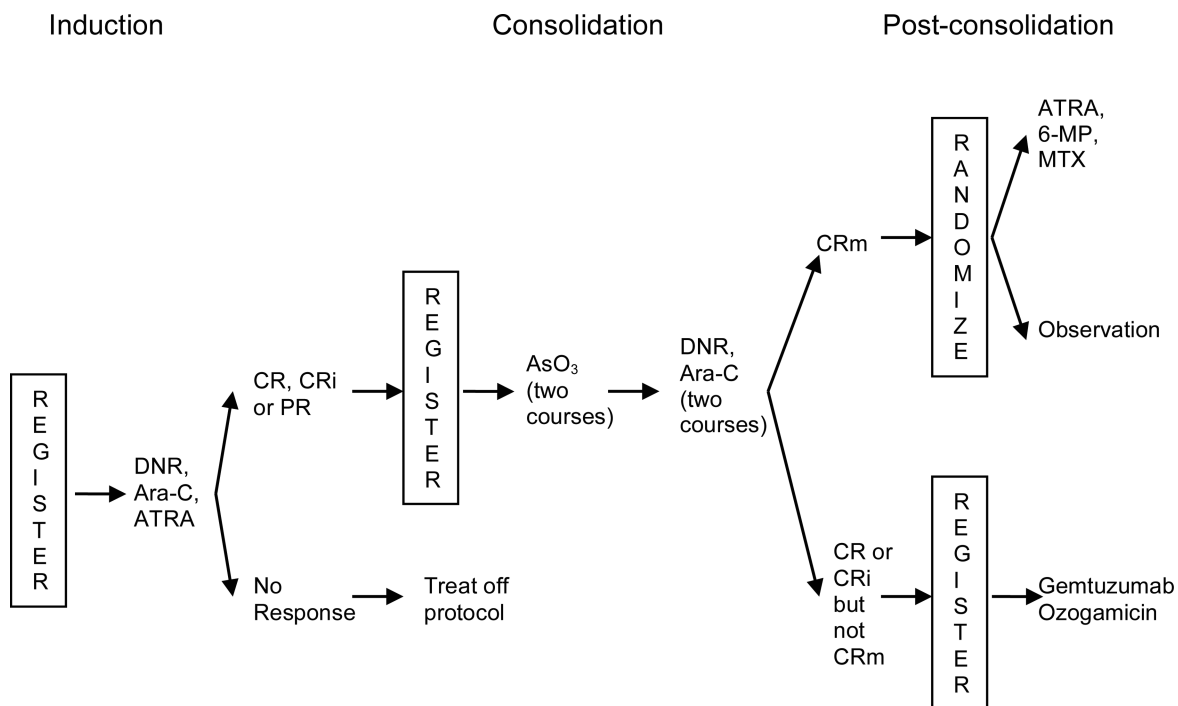 Induction
Consolidation
Post-consolidation
REGISTER
DNR,
Ara-C,
ATRA
CR, CRi
or PR
No
Response
Treat off
protocol
REGISTER
AsO₃
(two
courses)
DNR,
Ara-C
(two
courses)
CRm
RANDOMIZE
ATRA,
6-MP,
MTX
Observation
CR or
CRi
but
not
CRm
REGISTER
Gemtuzumab
Ozogamicin